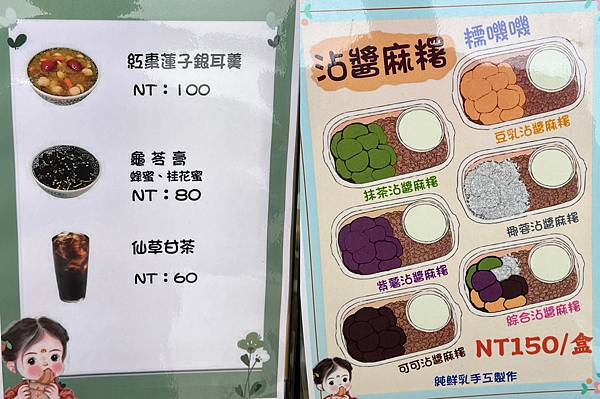 紅棗蓮子銀耳羹
NT：100
龜苓膏
蜂蜜、桂花蜜
NT：80
仙草甘茶
NT：60
沾醬麻糬
糯嘰嘰
豆乳沾醬麻糬
抹茶沾醬麻糬
椰蓉沾醬麻糬
紫薯沾醬麻糬
綜合沾醬麻糬
可可沾醬麻糬
NT150/盒
純鮮乳手互製作